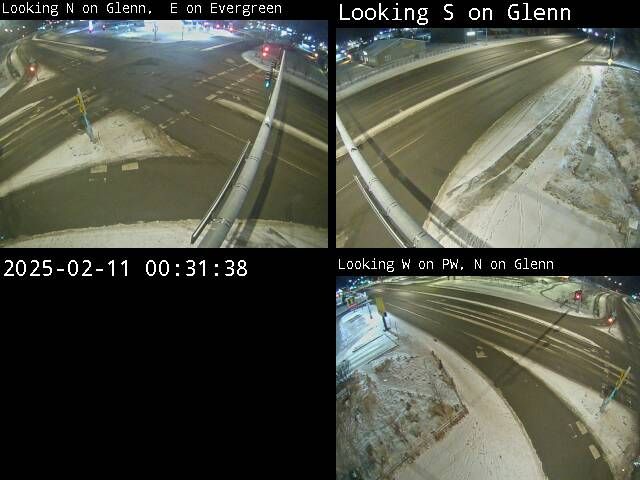 Looking N on Glenn, E on Evergreen
Looking S on Glenn
2025-02-11 00:31:38
Looking W on PW, N on Glenn